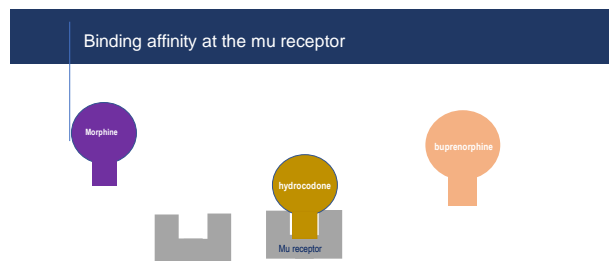 Binding affinity at the mu receptor
Morphine
buprenorphine
hydrocodone
Mu receptor